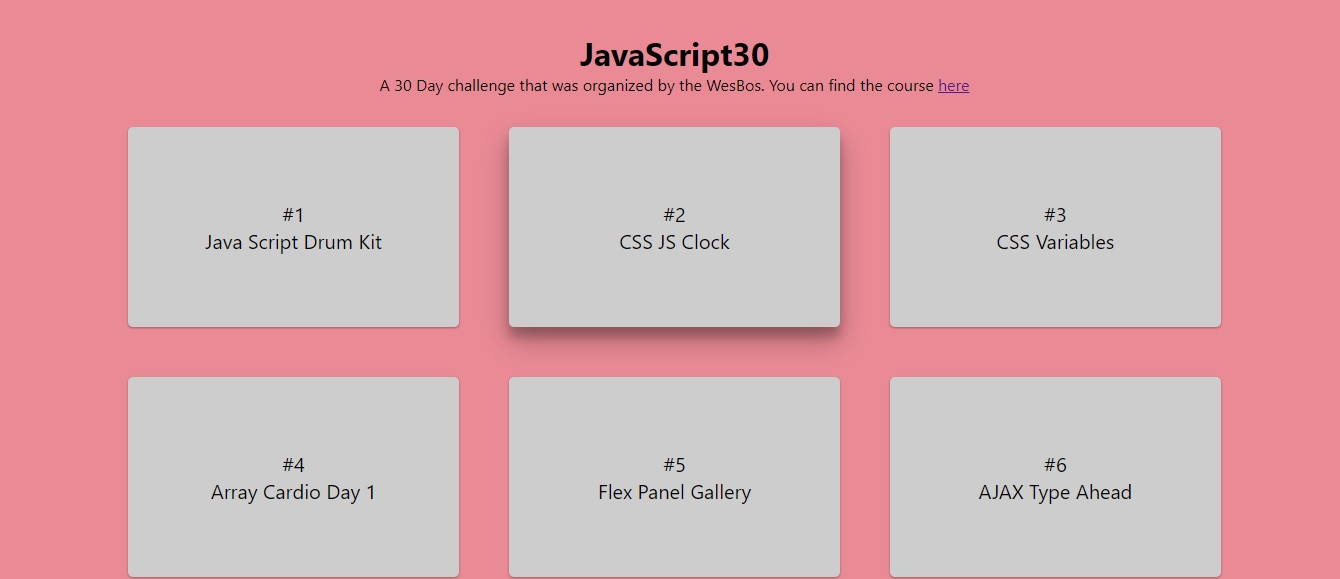 JavaScript30
A 30 Day challenge that was organized by the WesBos. You can find the course here
#1
Java Script Drum Kit
#2
CSS JS Clock
#3
CSS Variables
#4
Array Cardio Day 1
#5
Flex Panel Gallery
#6
AJAX Type Ahead